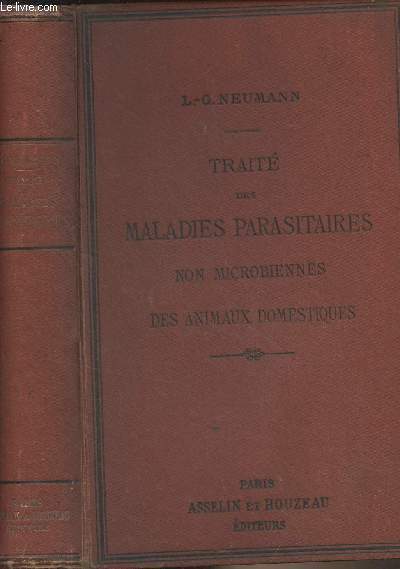 L.-G. NEUMANN
TRAITÉ
DES
MALADIES PARASITAIRES
NON MICROBIENNES
DES ANIMAUX DOMESTIQUES
PARIS
ASSELIN ET HOUZEAU
ÉDITEURS
le-livre.com